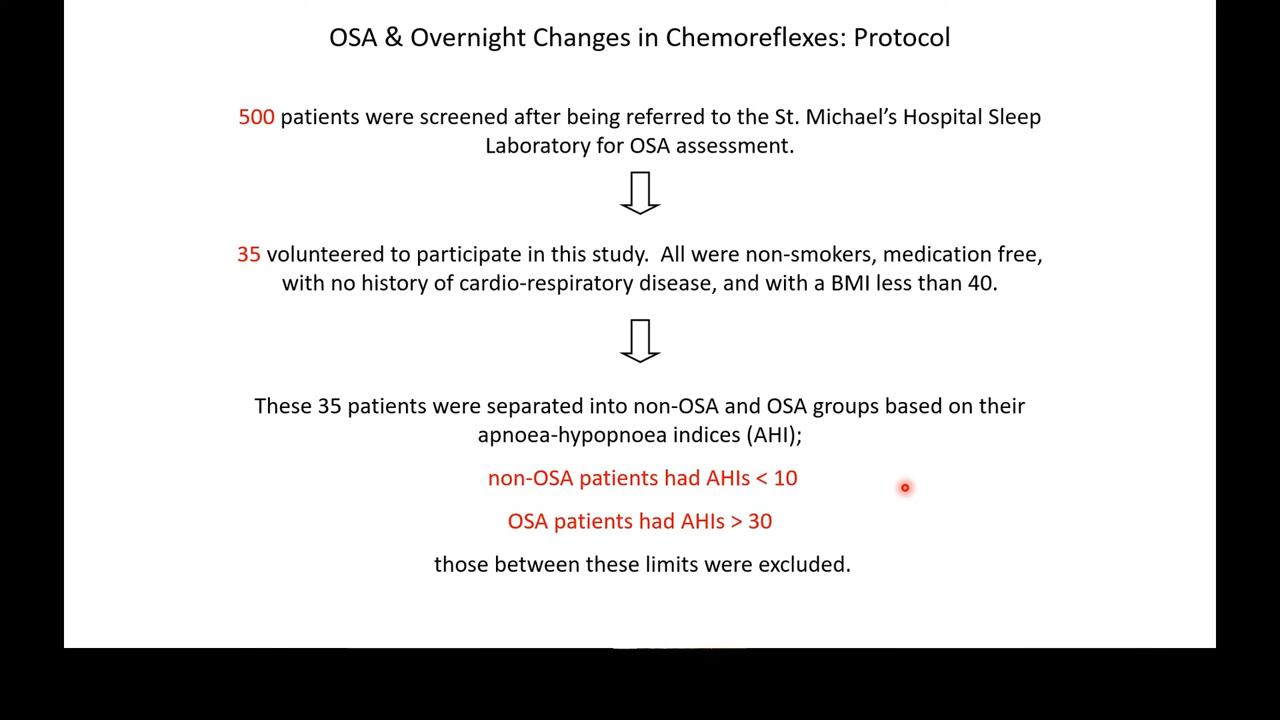 OSA & Overnight Changes in Chemoreflexes: Protocol
500 patients were screened after being referred to the St. Michael’s Hospital Sleep
Laboratory for OSA assessment.
35 volunteered to participate in this study.  All were non-smokers, medication free,
with no history of cardio-respiratory disease, and with a BMI less than 40.
These 35 patients were separated into non-OSA and OSA groups based on their
apnoea-hypopnoea indices (AHI);
non-OSA patients had AHIs < 10
OSA patients had AHIs > 30
those between these limits were excluded.